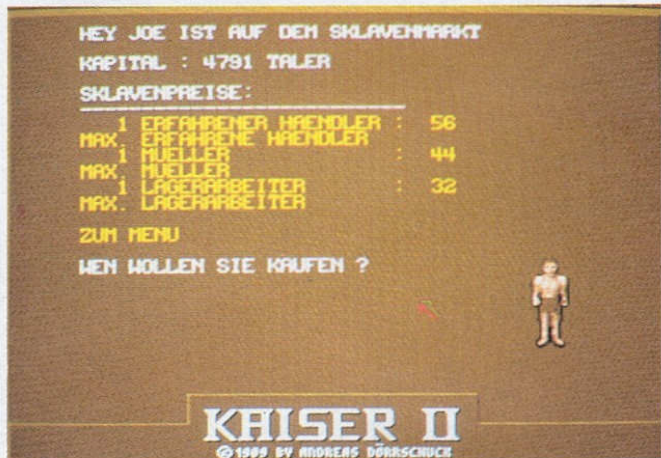 HEY JOE IST AUF DEM SKLAVENMARKT
KAPITAL : 4791 TALER
SKLAVENPREISE:
1 ERFAHRENER HAENDLER : 56
MAX. ERFAHRENE HAENDLER
1 MUELLER : 44
MAX. MUELLER
1 LAGERARBEITER : 32
MAX. LAGERARBEITER
ZUM MENU
WEN WOLLEN SIE KAUFEN ?
KAISER II
©1989 BY ANDREAS DÖRKSCHUCK